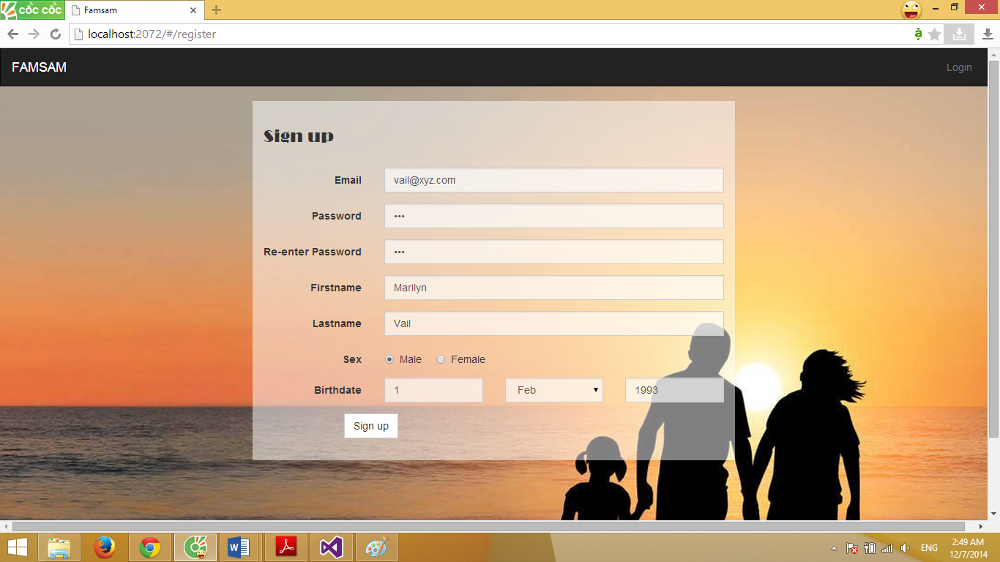 cốc cốc
Famsam
localhost:2072/#/register
FAMSAM
Login
Sign up
Email
vail@xyz.com
Password
•••
Re-enter Password
•••
Firstname
Marilyn
Lastname
Vail
Sex
Male
Female
Birthdate
1
Feb
1993
Sign up
ENG
2:49 AM
12/7/2014